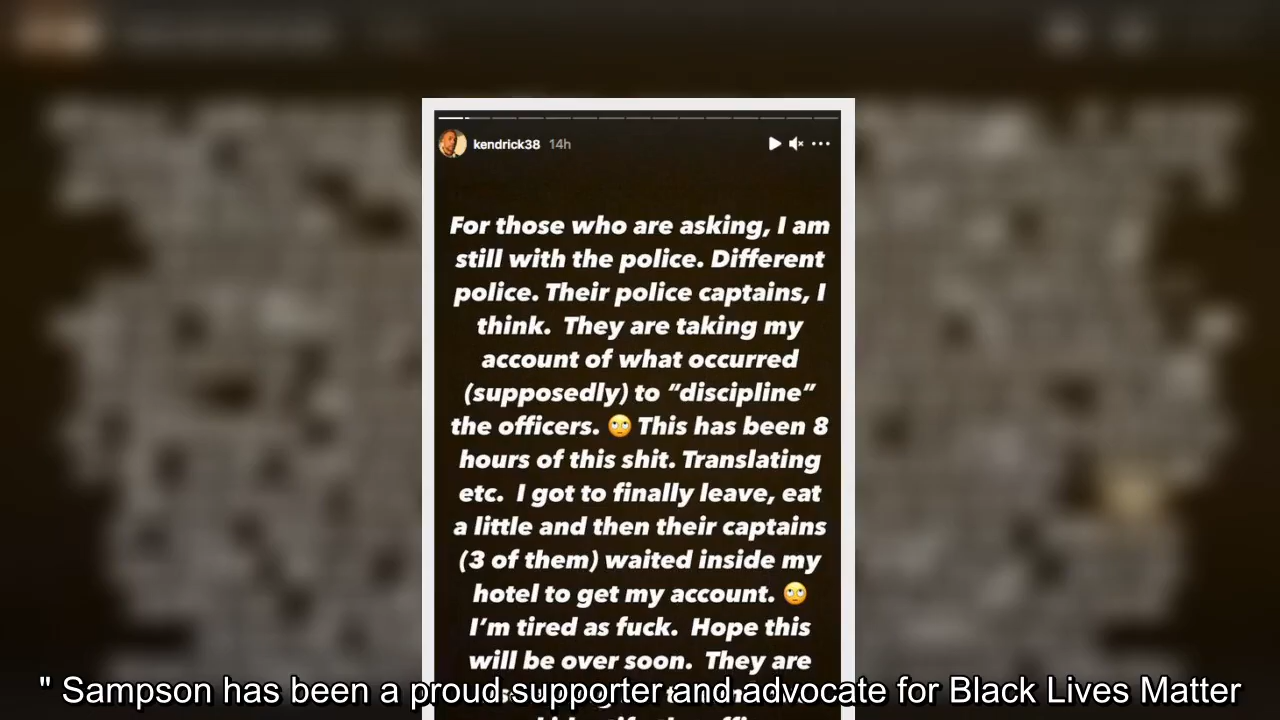 kendrick38 14h
For those who are asking, I am
still with the police. Different
police. Their police captains, I
think. They are taking my
account of what occurred
(supposedly) to “discipline”
the officers. 🙄 This has been 8
hours of this shit. Translating
etc. I got to finally leave, eat
a little and then their captains
(3 of them) waited inside my
hotel to get my account. 🙄
I’m tired as fuck. Hope this
will be over soon. They are
" Sampson has been a proud supporter and advocate for Black Lives Matter